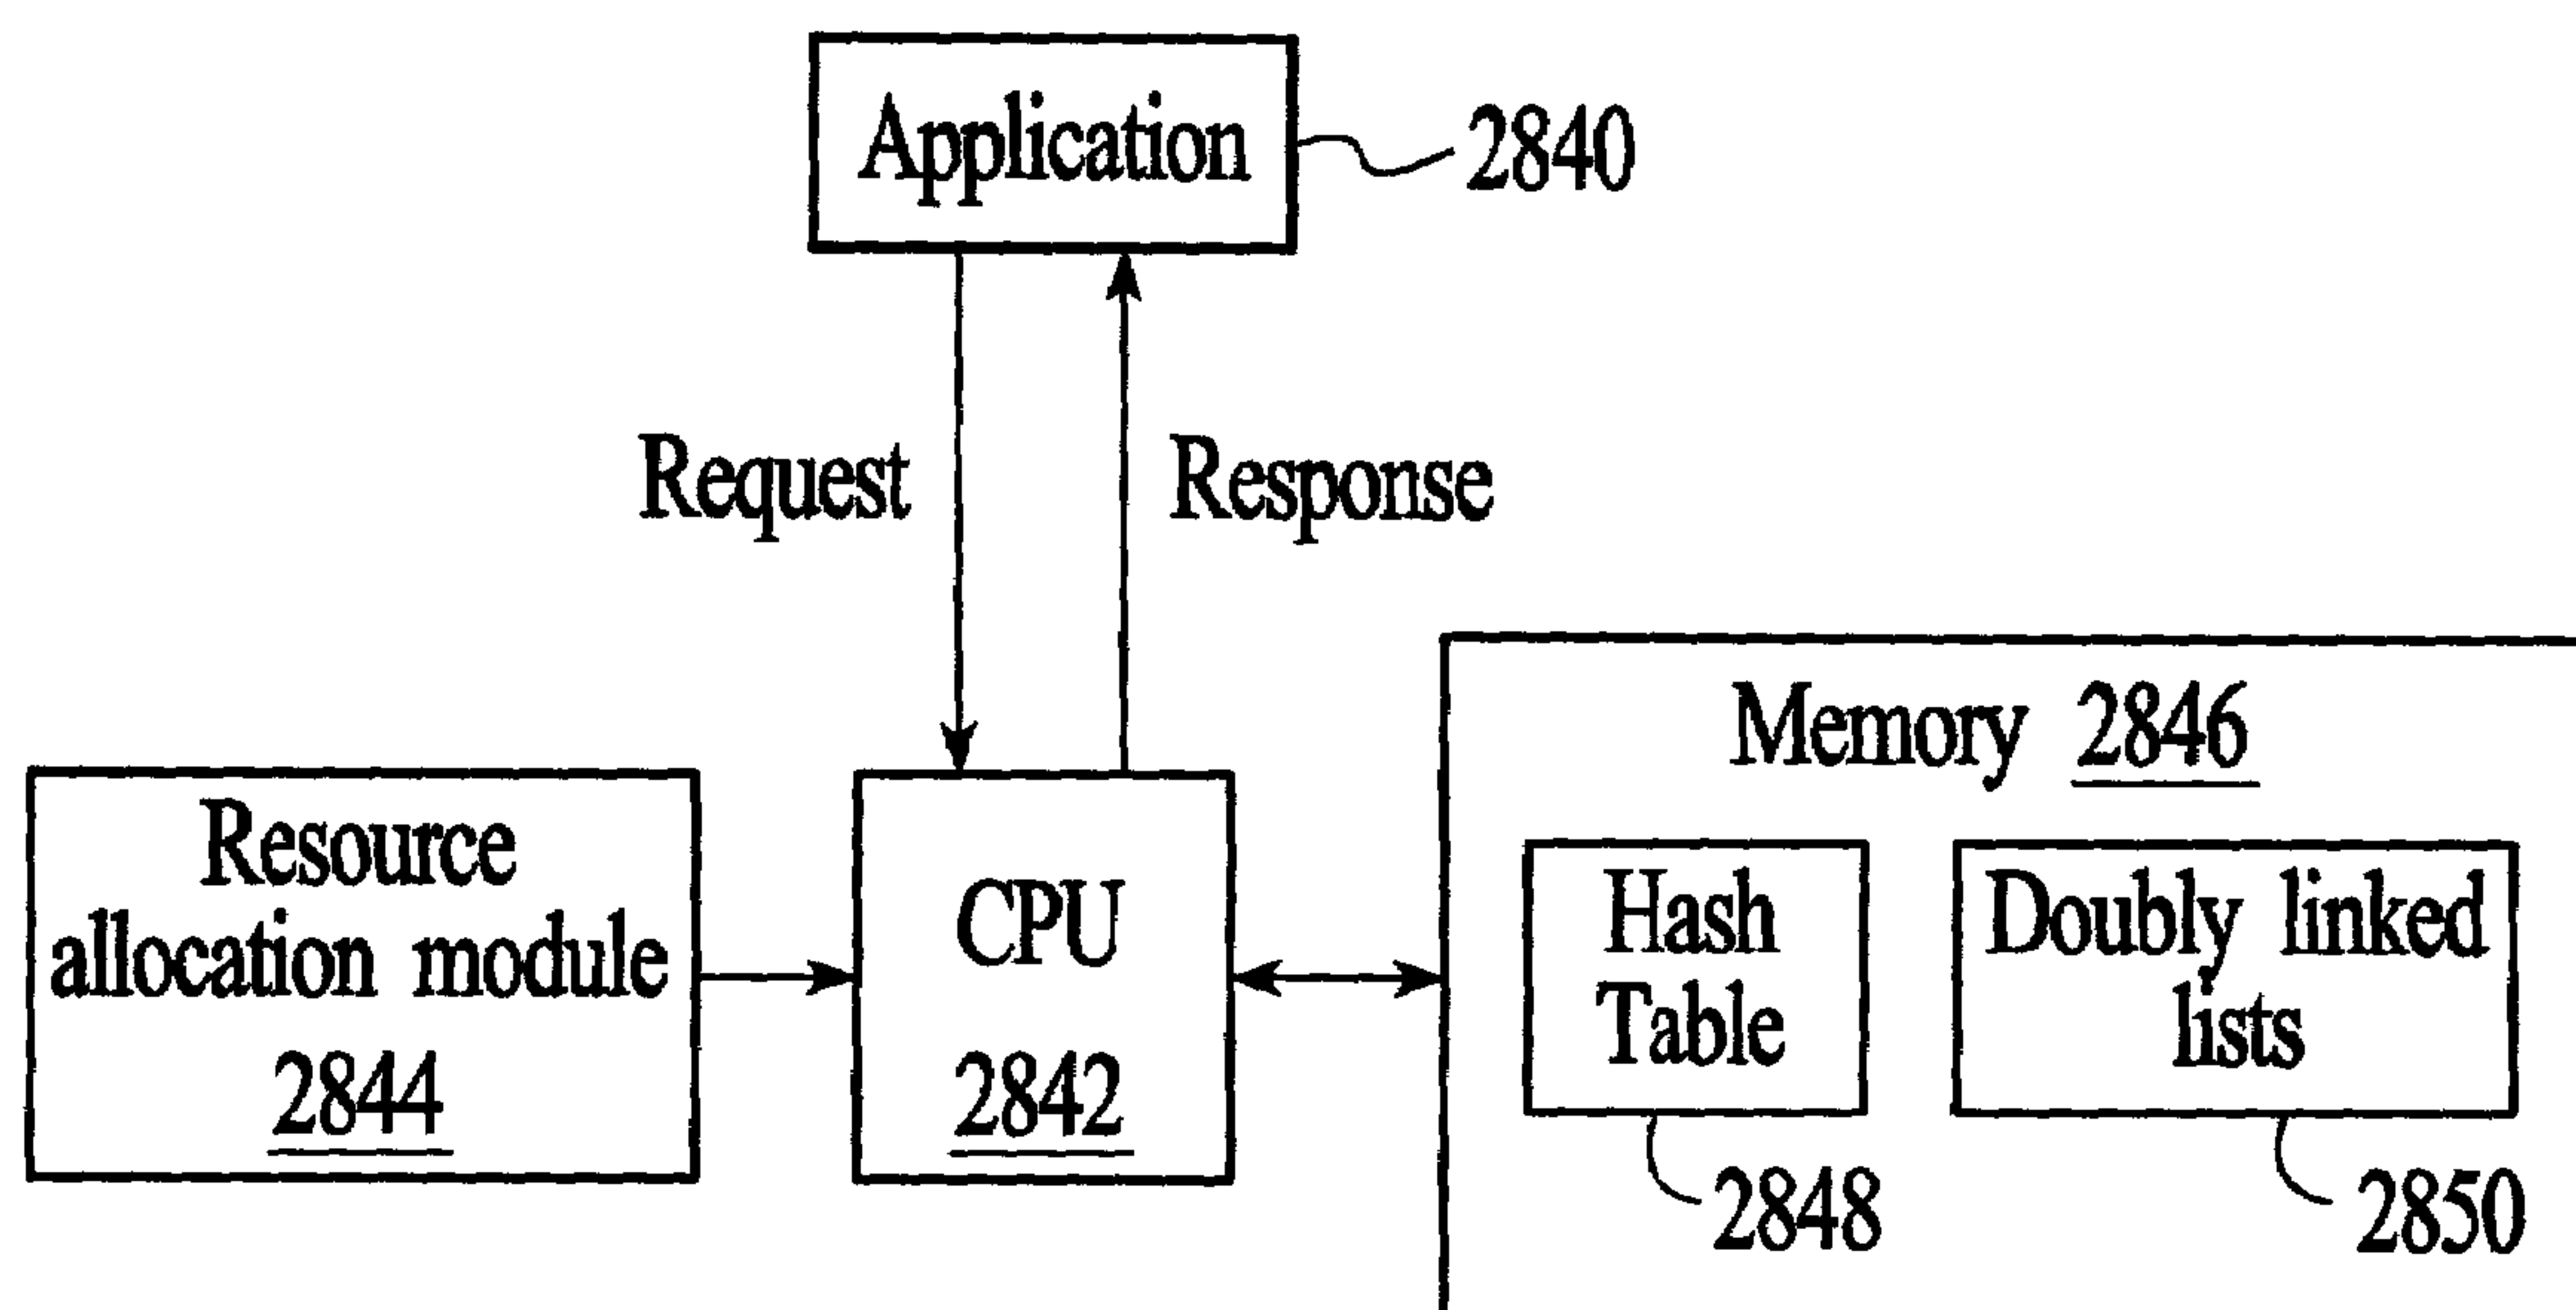 Application
2840
Request
Response
Memory 2846
Resource
allocation module
2844
CPU
2842
Hash
Table
2848
Doubly linked
lists
2850